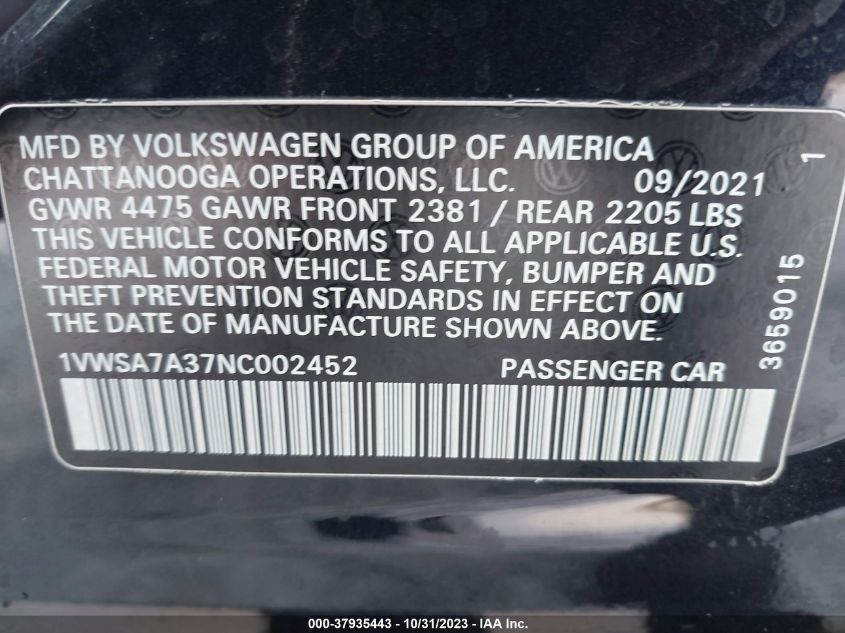 MFD BY VOLKSWAGEN GROUP OF AMERICA
CHATTANOOGA OPERATIONS, LLC. 09/2021
GVWR 4475 GAWR FRONT 2381 / REAR 2205 LBS
THIS VEHICLE CONFORMS TO ALL APPLICABLE U.S.
FEDERAL MOTOR VEHICLE SAFETY, BUMPER AND
THEFT PREVENTION STANDARDS IN EFFECT ON
THE DATE OF MANUFACTURE SHOWN ABOVE.
1VWSA7A37NC002452 PASSENGER CAR
3659015 1
000-37935443 - 10/31/2023 - IAA Inc.